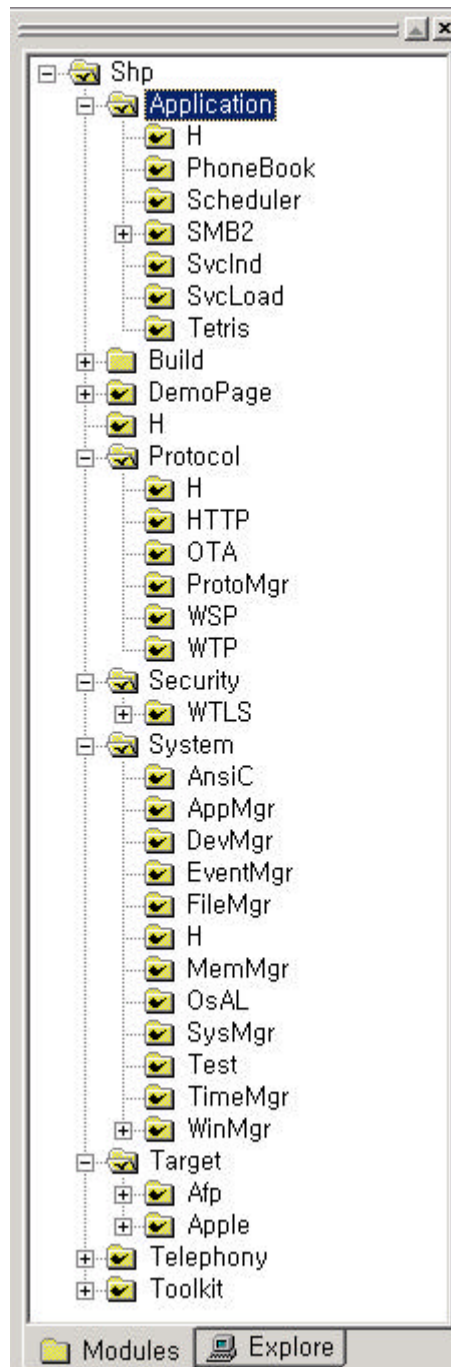 Shp
Application
H
PhoneBook
Scheduler
SMB2
SvcInd
SvcLoad
Tetris
Build
DemoPage
H
Protocol
H
HTTP
OTA
ProtoMgr
WSP
WTP
Security
WTLS
System
AnsiC
AppMgr
DevMgr
EventMgr
FileMgr
H
MemMgr
OsAL
SysMgr
Test
TimeMgr
WinMgr
Target
Afp
Apple
Telephony
Toolkit
Modules Explore